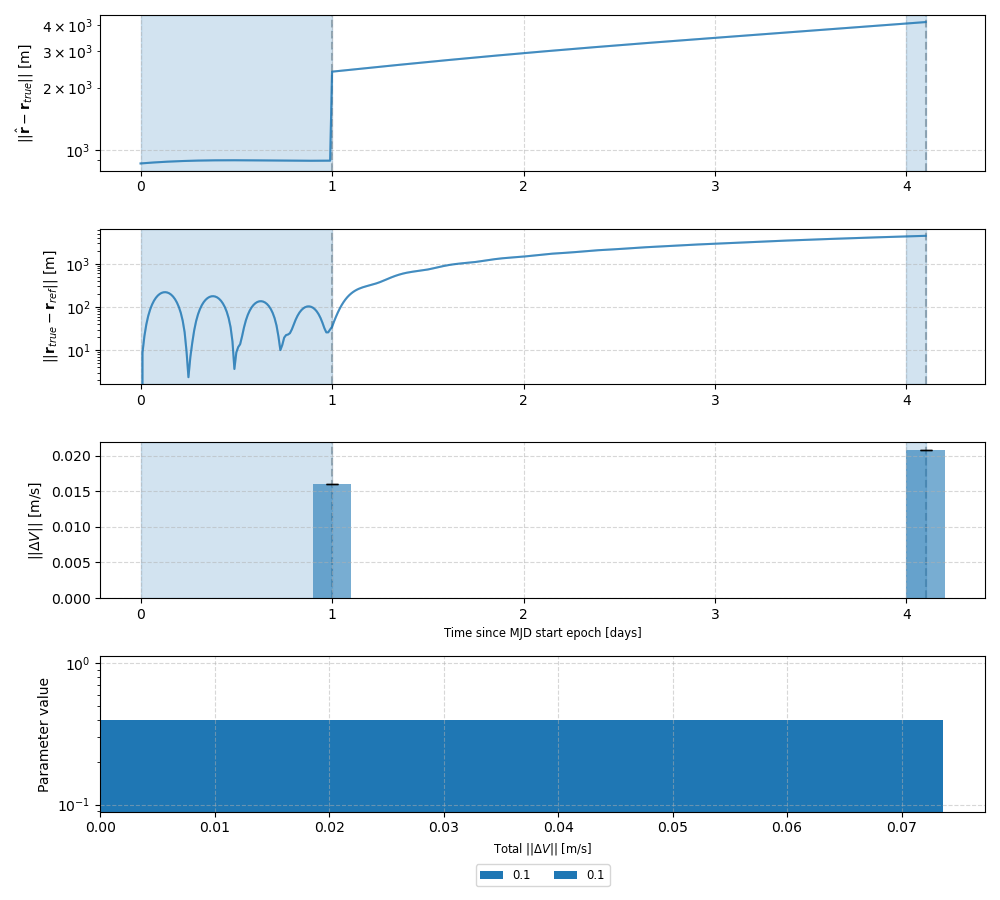 ||r̂ − r_true|| [m]
4 × 10³
3 × 10³
2 × 10³
10³
0 1 2 3 4
||r_true − r_ref|| [m]
10³
10²
10¹
0 1 2 3 4
||ΔV|| [m/s]
0.020
0.015
0.010
0.005
0.000
0 1 2 3 4
Time since MJD start epoch [days]
Parameter value
10⁰
10⁻¹
0.00 0.01 0.02 0.03 0.04 0.05 0.06 0.07
Total ||ΔV|| [m/s]
0.1 0.1